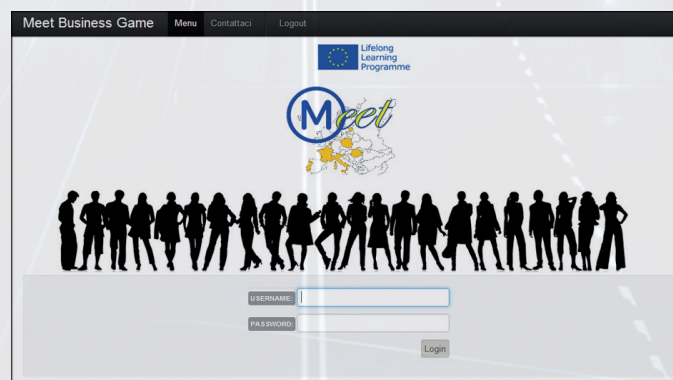 Meet Business Game Menu Contattaci Logout
Lifelong
Learning
Programme
Meet
USERNAME:
PASSWORD:
Login